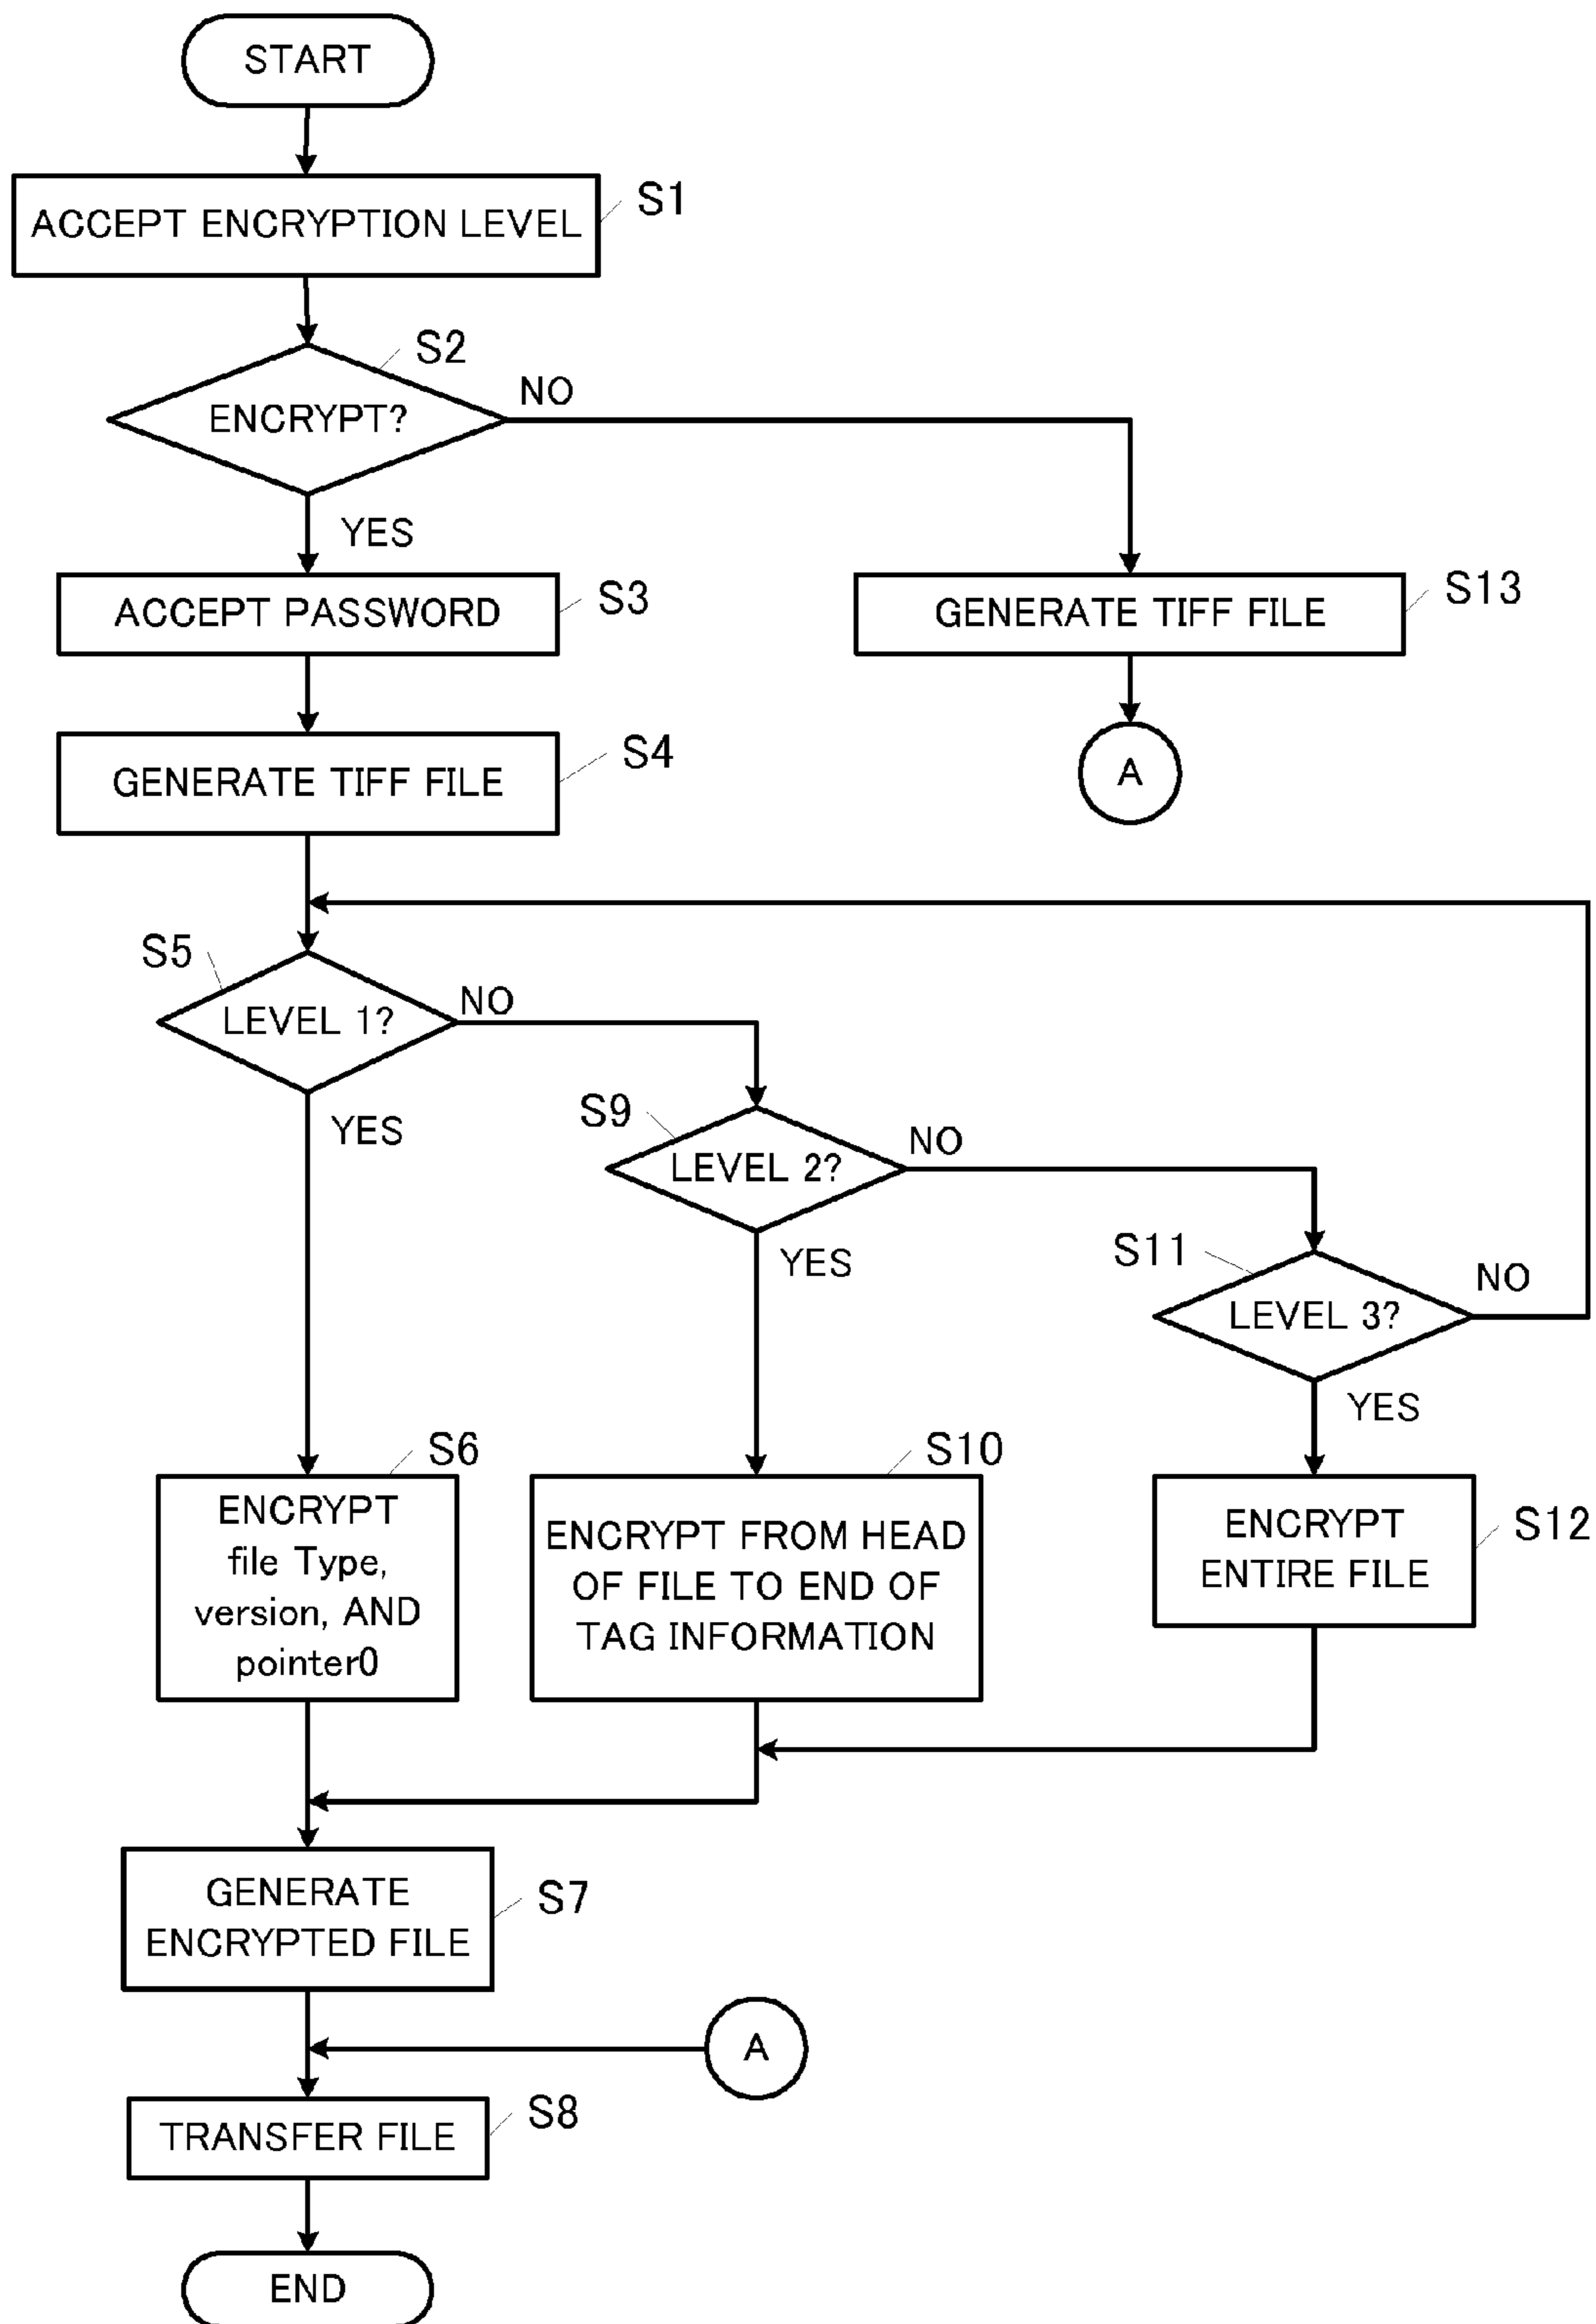 START
ACCEPT ENCRYPTION LEVEL
S1
S2
ENCRYPT?
NO
YES
ACCEPT PASSWORD
S3
GENERATE TIFF FILE
S13
GENERATE TIFF FILE
S4
A
S5
LEVEL 1?
NO
YES
S9
LEVEL 2?
NO
YES
S11
LEVEL 3?
NO
YES
S6
ENCRYPT
file Type,
version, AND
pointer0
S10
ENCRYPT FROM HEAD
OF FILE TO END OF
TAG INFORMATION
ENCRYPT
ENTIRE FILE
S12
GENERATE
ENCRYPTED FILE
S7
A
TRANSFER FILE
S8
END